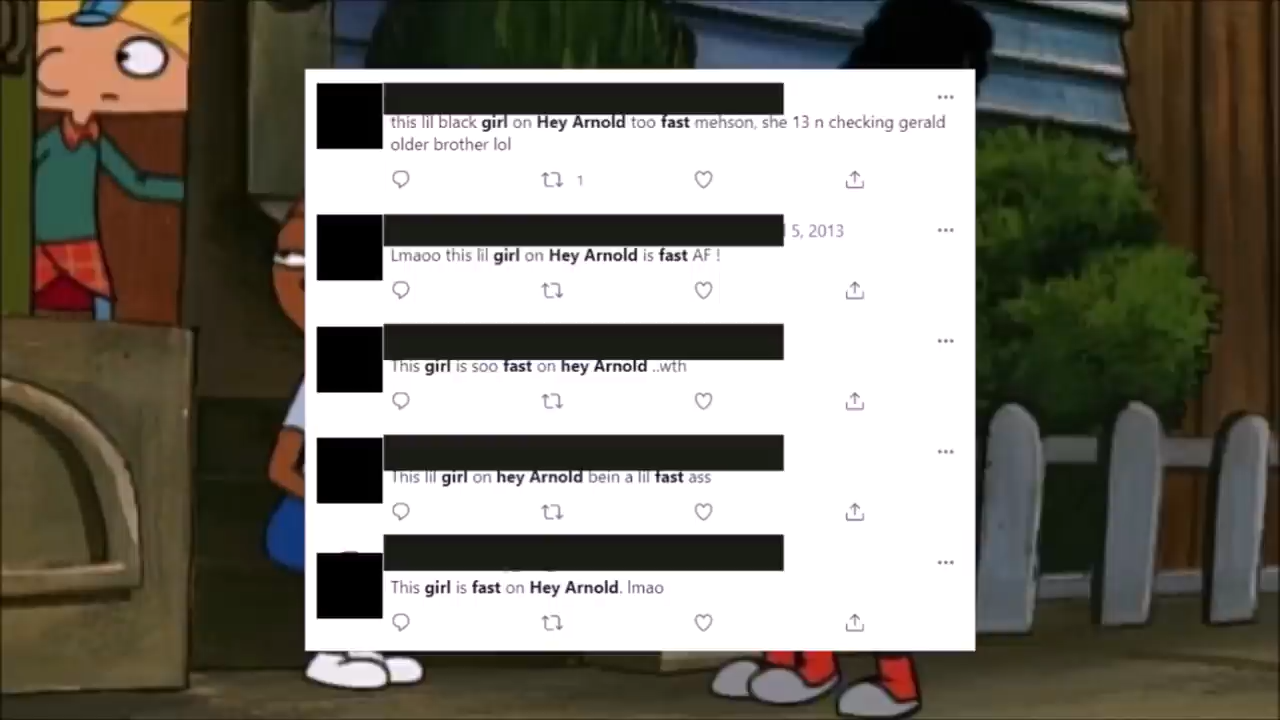 this lil black girl on Hey Arnold too fast mehson, she 13 n checking gerald
older brother lol
1
5, 2013
Lmaoo this lil girl on Hey Arnold is fast AF !
This girl is soo fast on hey Arnold ..wth
This lil girl on hey Arnold bein a lil fast ass
This girl is fast on Hey Arnold. lmao